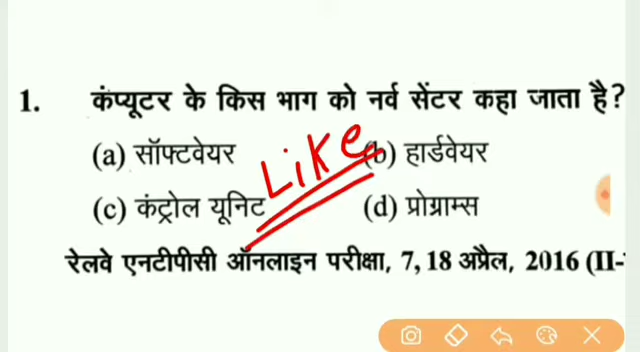 1. कंप्यूटर के किस भाग को नर्व सेंटर कहा जाता है?
(a) सॉफ्टवेयर (b) हार्डवेयर
(c) कंट्रोल यूनिट (d) प्रोग्राम्स
Like
रेलवे एनटीपीसी ऑनलाइन परीक्षा, 7, 18 अप्रैल, 2016 (II-